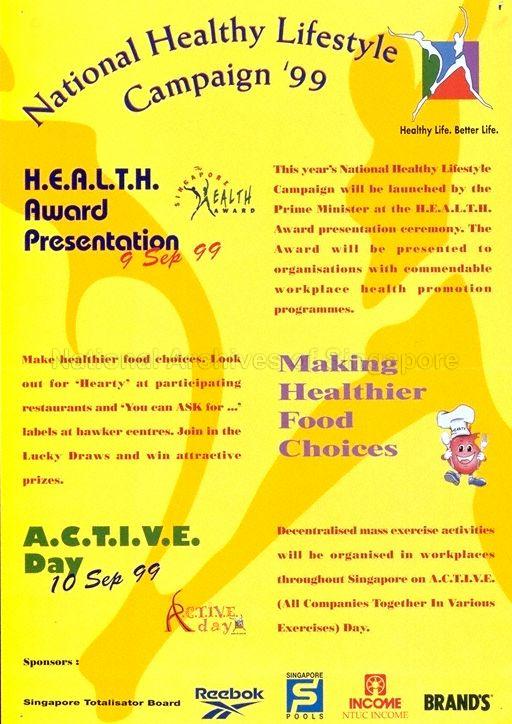 National Healthy Lifestyle
Campaign '99
Healthy Life. Better Life.
H.E.A.L.T.H.
Award
Presentation
9 Sep 99
The
SINGAPORE
HEALTH
AWARD
This year's National Healthy Lifestyle
Campaign will be launched by the
Prime Minister at the H.E.A.L.T.H.
Award presentation ceremony. The
Award will be presented to
organisations with commendable
workplace health promotion
programmes.
National Archives of Singapore
Make healthier food choices. Look
out for 'Hearty' at participating
restaurants and 'You can ASK for ...'
labels at hawker centres. Join in the
Lucky Draws and win attractive
prizes.
Making
Healthier
Food
Choices
HEARTY
A.C.T.I.V.E.
Day
10 Sep 99
A.C.T.I.V.E.
day
Decentralised mass exercise activities
will be organised in workplaces
throughout Singapore on A.C.T.I.V.E.
(All Companies Together In Various
Exercises) Day.
Sponsors :
Singapore Totalisator Board
Reebok
SINGAPORE
S
POOLS
INCOME
NTUC INCOME
BRAND'S